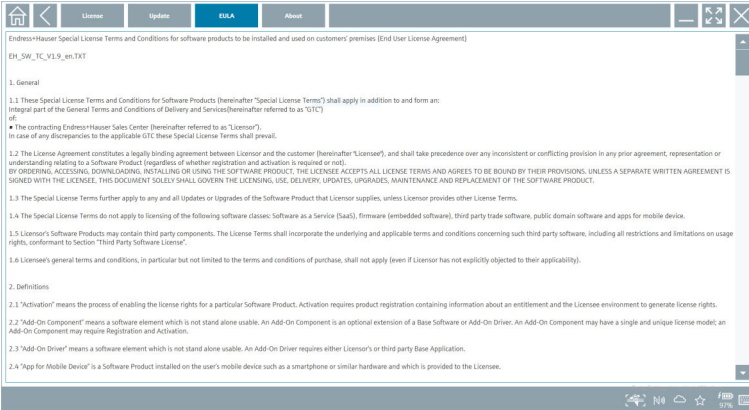 License Update EULA About
Endress+Hauser Special License Terms and Conditions for software products to be installed and used on customers' premises (End User License Agreement)
EH_SW_TC_V1.9_en.TXT
1. General
1.1 These Special License Terms and Conditions for Software Products (hereinafter "Special License Terms") shall apply in addition to and form an:
Integral part of the General Terms and Conditions of Delivery and Services(hereinafter referred to as "GTC")
of:
▪ The contracting Endress+Hauser Sales Center (hereinafter referred to as "Licensor").
In case of any discrepancies to the applicable GTC these Special License Terms shall prevail.
1.2 The License Agreement constitutes a legally binding agreement between Licensor and the customer (hereinafter "Licensee"), and shall take precedence over any inconsistent or conflicting provision in any prior agreement, representation or
understanding relating to a Software Product (regardless of whether registration and activation is required or not).
BY ORDERING, ACCESSING, DOWNLOADING, INSTALLING OR USING THE SOFTWARE PRODUCT, THE LICENSEE ACCEPTS ALL LICENSE TERMS AND AGREES TO BE BOUND BY THEIR PROVISIONS. UNLESS A SEPARATE WRITTEN AGREEMENT IS
SIGNED WITH THE LICENSEE, THIS DOCUMENT SOLELY SHALL GOVERN THE LICENSING, USE, DELIVERY, UPDATES, UPGRADES, MAINTENANCE AND REPLACEMENT OF THE SOFTWARE PRODUCT.
1.3 The Special License Terms further apply to any and all Updates or Upgrades of the Software Product that Licensor supplies, unless Licensor provides other License Terms.
1.4 The Special License Terms do not apply to licensing of the following software classes: Software as a Service (SaaS), firmware (embedded software), third party trade software, public domain software and apps for mobile device.
1.5 Licensor's Software Products may contain third party components. The License Terms shall incorporate the underlying and applicable terms and conditions concerning such third party software, including all restrictions and limitations on usage
rights, conformant to Section "Third Party Software License".
1.6 Licensee's general terms and conditions, in particular but not limited to the terms and conditions of purchase, shall not apply (even if Licensor has not explicitly objected to their applicability).
2. Definitions
2.1 "Activation" means the process of enabling the license rights for a particular Software Product. Activation requires product registration containing information about an entitlement and the Licensee environment to generate license rights.
2.2 "Add-On Component" means a software element which is not stand alone usable. An Add-On Component is an optional extension of a Base Software or Add-On Driver. An Add-On Component may have a single and unique license model; an
Add-On Component may require Registration and Activation.
2.3 "Add-On Driver" means a software element which is not stand alone usable. An Add-On Driver requires either Licensor's or third party Base Application.
2.4 "App for Mobile Device" is a Software Product installed on the user's mobile device such as a smartphone or similar hardware and which is provided to the Licensee.
97%